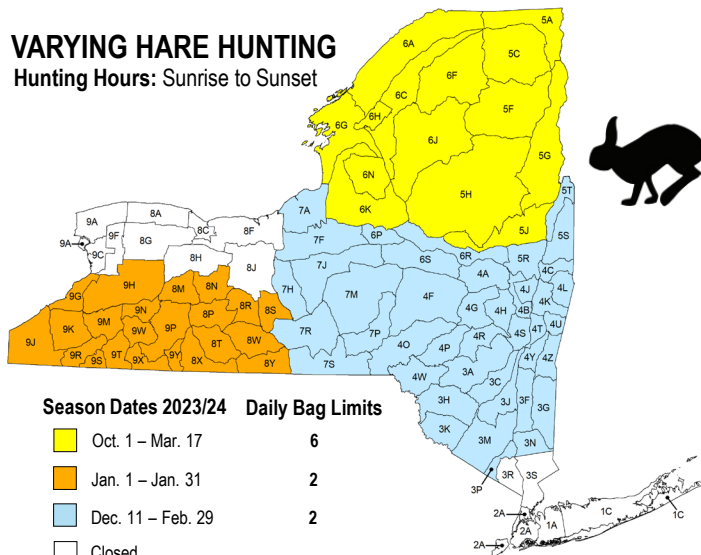 VARYING HARE HUNTING
Hunting Hours: Sunrise to Sunset
5A
6A
5C
6F
6C
5F
6H
6G
6J
5G
6N
5H
6K
5J
5T
7A
9A
8A
8C
9F
8F
8G
9A
9C
8H
8J
7F
6P
6S
6R
5R
5S
7J
4A
4C
9H
8M
8N
7H
7M
4F
4J
4L
9G
9N
8P
8R
8S
4G
4H
4B
4K
9K
9M
9W
9P
7R
7P
4R
4S
4T
4U
9J
8T
8W
4O
4P
4Y
4Z
9R
9S
9T
9X
9Y
8X
8Y
7S
4W
3A
3C
3H
3J
3F
3G
3K
3M
3N
3P
3R
3S
2A
2A
2A
1A
1C
1C
Season Dates 2023/24 Daily Bag Limits
Oct. 1 – Mar. 17 6
Jan. 1 – Jan. 31 2
Dec. 11 – Feb. 29 2
Closed